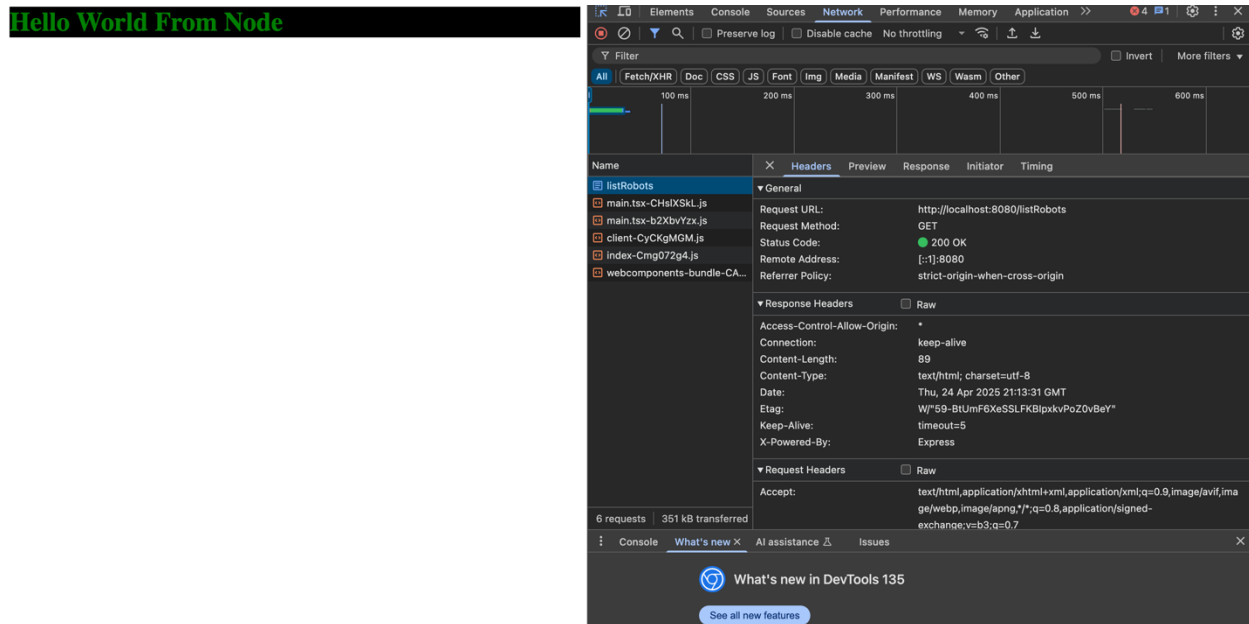 Hello World From Node
Elements Console Sources Network Performance Memory Application 4 1
Preserve log Disable cache No throttling
Filter Invert More filters
All Fetch/XHR Doc CSS JS Font Img Media Manifest WS Wasm Other
100 ms 200 ms 300 ms 400 ms 500 ms 600 ms
Name
listRobots
main.tsx-CHslXSkL.js
main.tsx-b2XbvYzx.js
client-CyCKgMGM.js
index-Cmg072g4.js
webcomponents-bundle-CA...
6 requests 351 kB transferred
Headers Preview Response Initiator Timing
General
Request URL: http://localhost:8080/listRobots
Request Method: GET
Status Code: 200 OK
Remote Address: [::1]:8080
Referrer Policy: strict-origin-when-cross-origin
Response Headers Raw
Access-Control-Allow-Origin: *
Connection: keep-alive
Content-Length: 89
Content-Type: text/html; charset=utf-8
Date: Thu, 24 Apr 2025 21:13:31 GMT
Etag: W/"59-BtUmF6XeSSLFKBIpxkvPoZ0vBeY"
Keep-Alive: timeout=5
X-Powered-By: Express
Request Headers Raw
Accept: text/html,application/xhtml+xml,application/xml;q=0.9,image/avif,ima
ge/webp,image/apng,*/*;q=0.8,application/signed-
exchange;v=b3;q=0.7
Console What's new AI assistance Issues
What's new in DevTools 135
See all new features